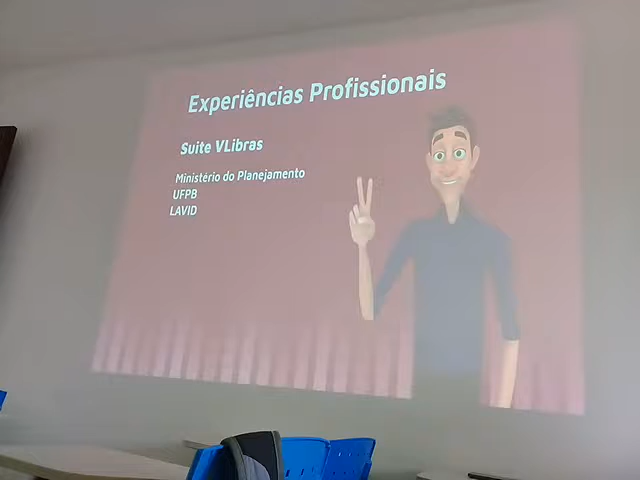 Experiências Profissionais
Suite VLibras
Ministério do Planejamento
UFPB
LAVID